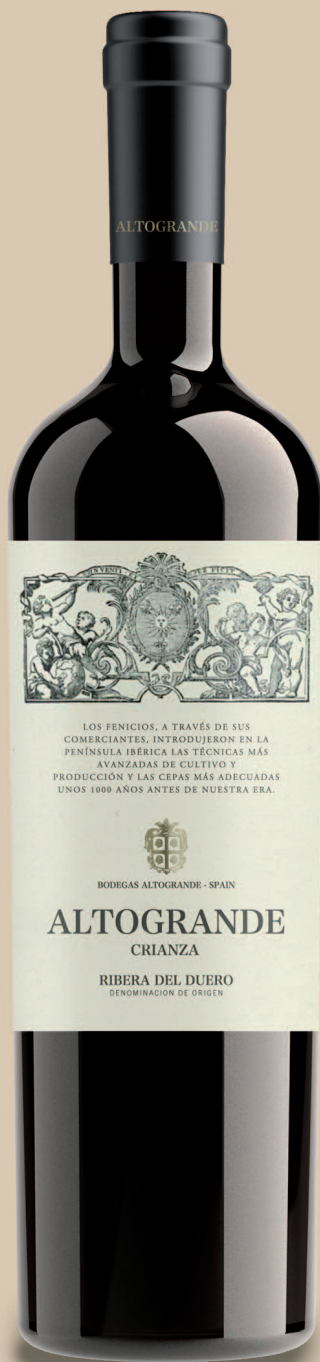 ALTOGRANDE
LOS FENICIOS, A TRAVÉS DE SUS
COMERCIANTES, INTRODUJERON EN LA
PENÍNSULA IBÉRICA LAS TÉCNICAS MÁS
AVANZADAS DE CULTIVO Y
PRODUCCIÓN Y LAS CEPAS MÁS ADECUADAS
UNOS 1000 AÑOS ANTES DE NUESTRA ERA.
BODEGAS ALTOGRANDE - SPAIN
ALTOGRANDE
CRIANZA
RIBERA DEL DUERO
DENOMINACION DE ORIGEN